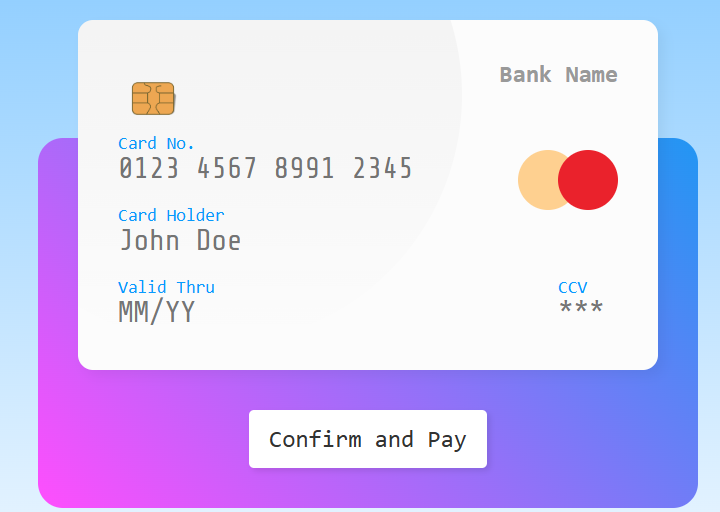 Bank Name
Card No.
0123 4567 8991 2345
Card Holder
John Doe
Valid Thru
MM/YY
CCV
***
Confirm and Pay